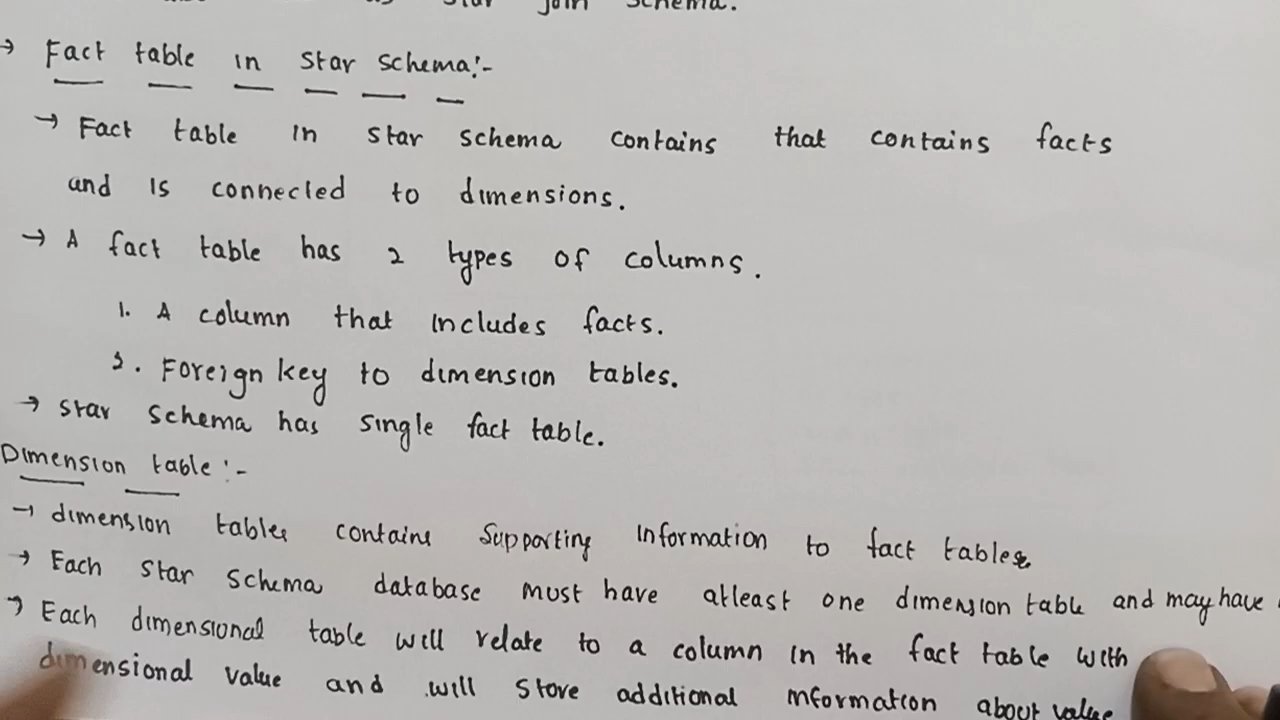 star join schema.
→ Fact table in star schema:-
→ Fact table in star schema contains that contains facts
and is connected to dimensions.
→ A fact table has 2 types of columns.
1. A column that includes facts.
2. Foreign key to dimension tables.
→ star schema has single fact table.
Dimension table:-
→ dimension tables contains supporting information to fact tables.
→ Each star schema database must have atleast one dimension table and may have
→ Each dimensional table will relate to a column in the fact table with
dimensional value and will store additional information about value